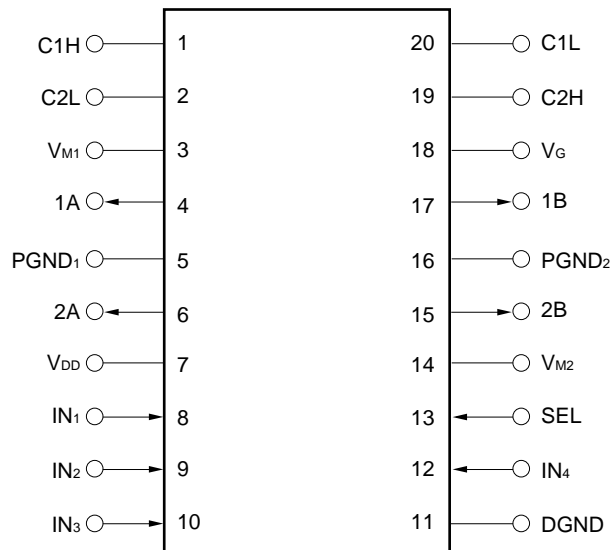 C1H 1 20 C1L
C2L 2 19 C2H
VM1 3 18 VG
1A 4 17 1B
PGND1 5 16 PGND2
2A 6 15 2B
VDD 7 14 VM2
IN1 8 13 SEL
IN2 9 12 IN4
IN3 10 11 DGND